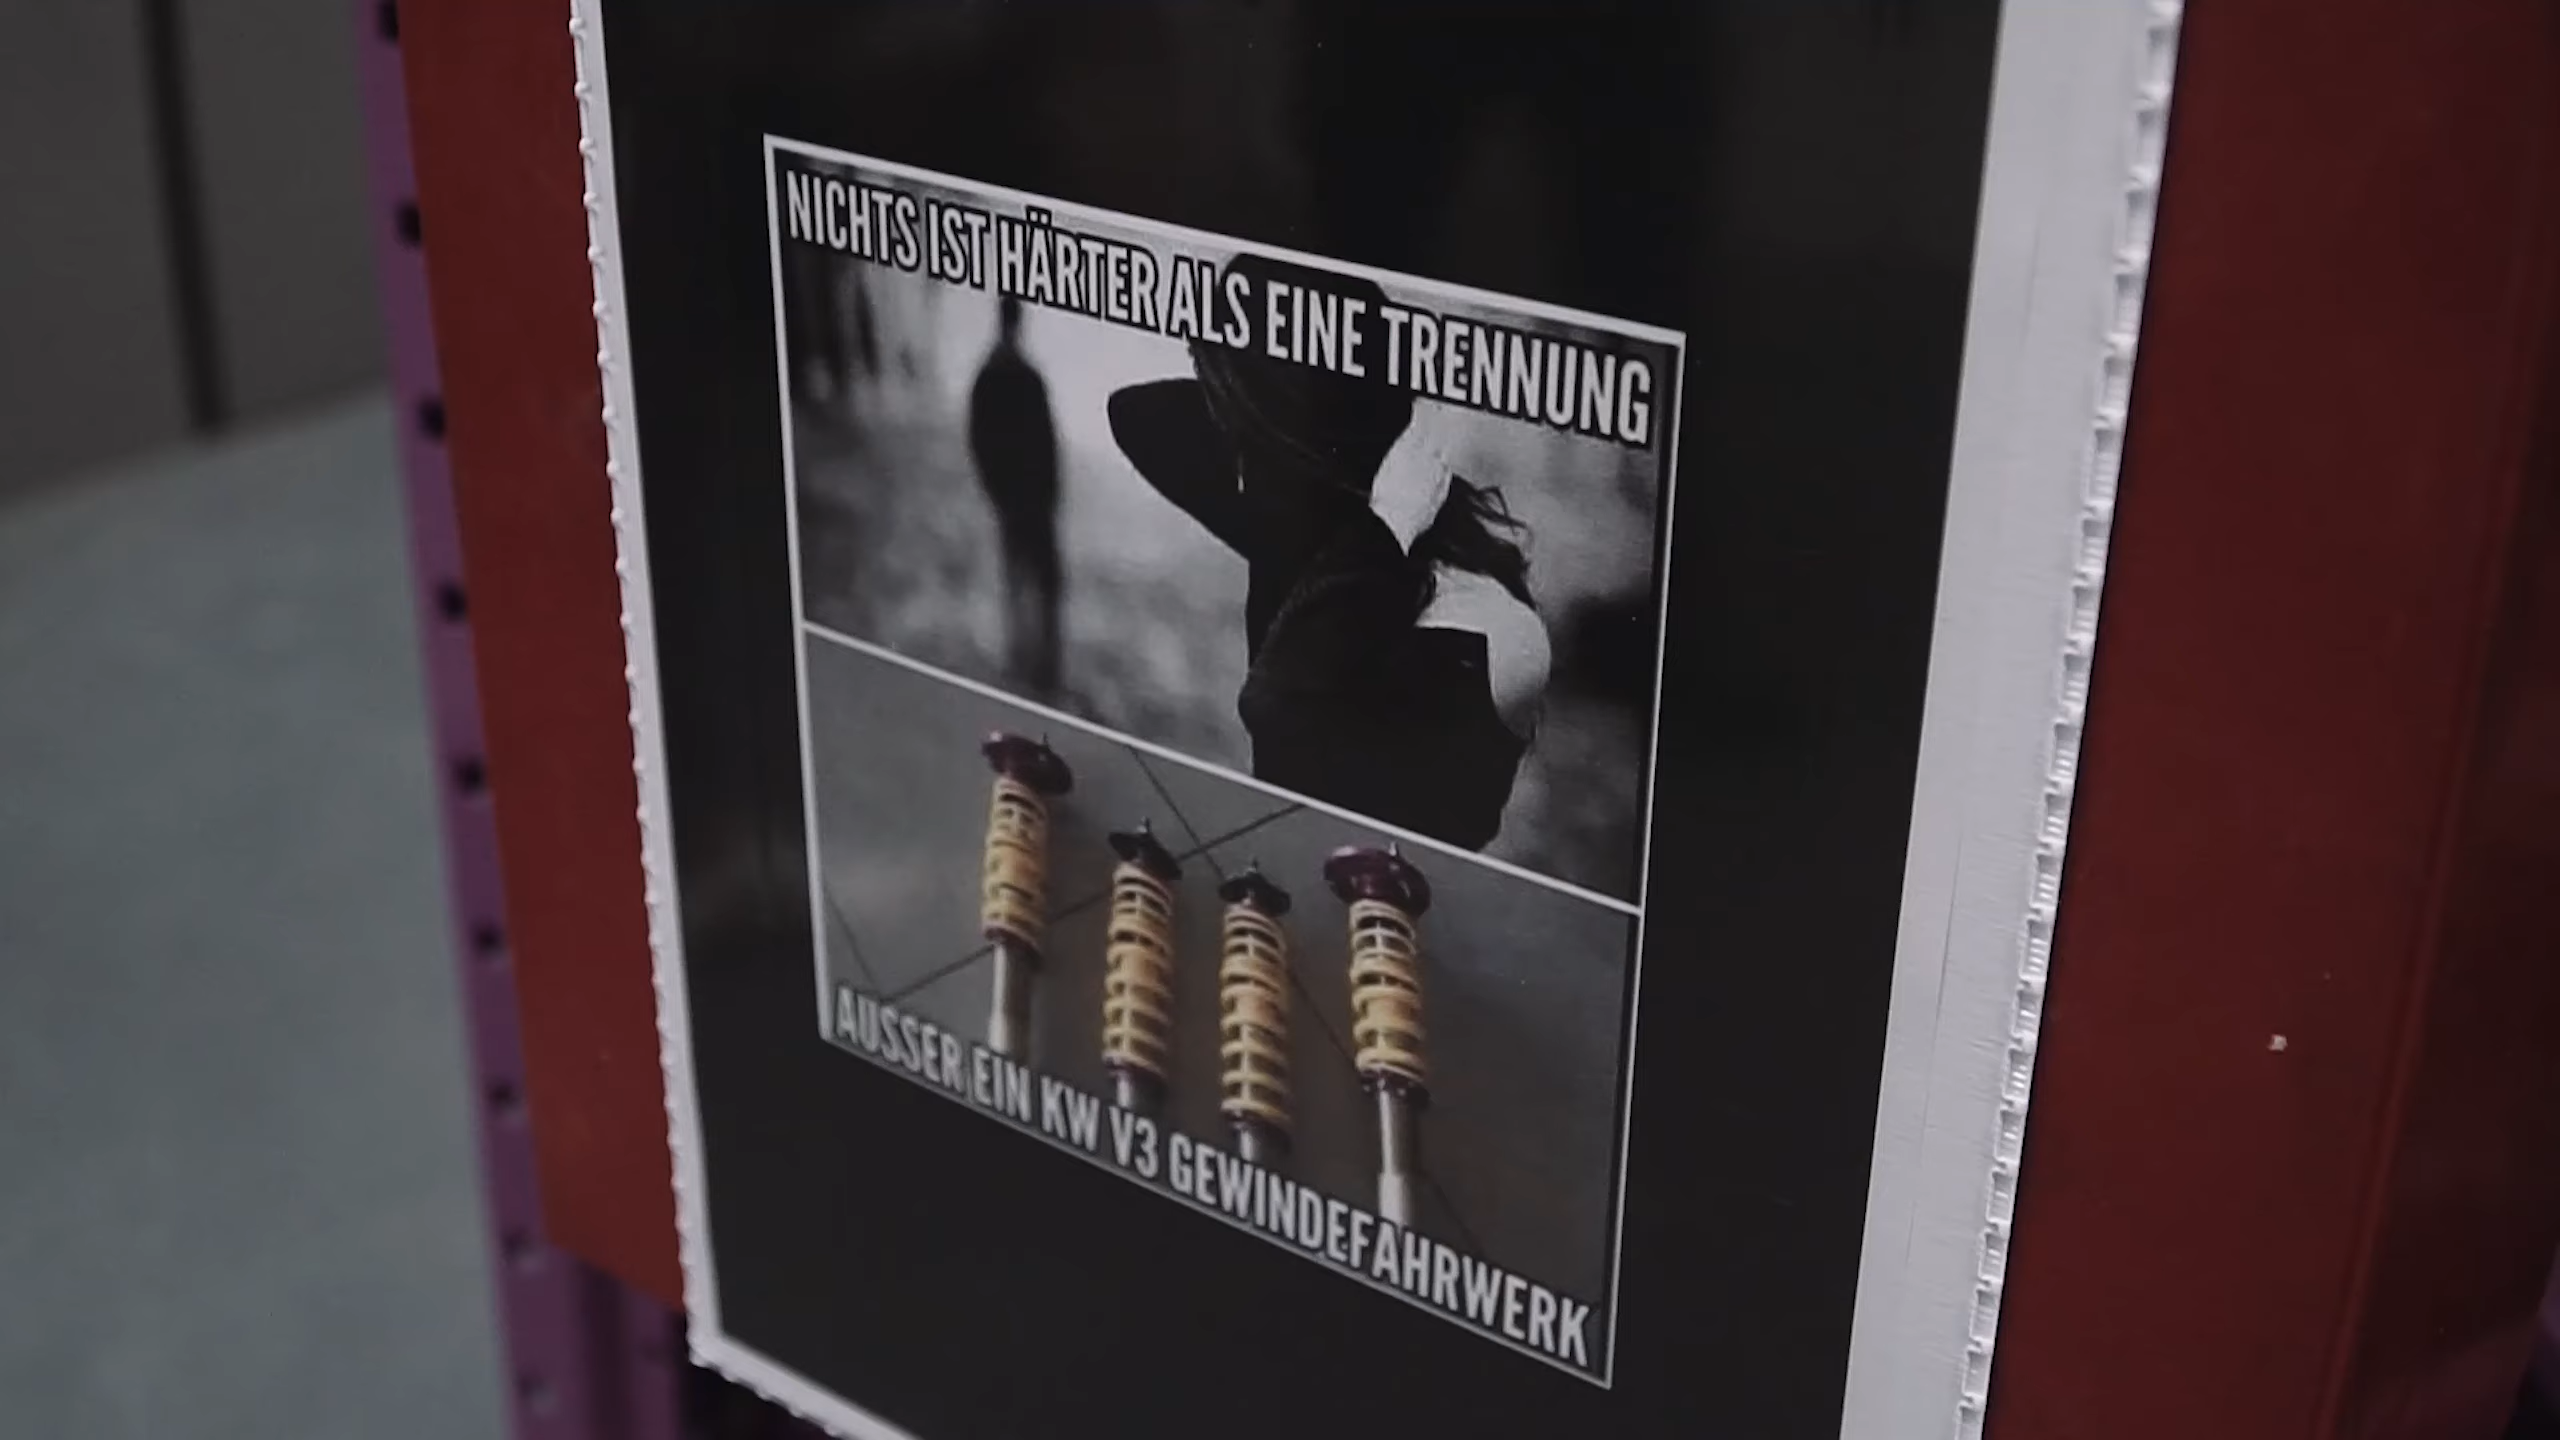 NICHTS IST HÄRTER ALS EINE TRENNUNG
AUSSER EIN KW V3 GEWINDEFAHRWERK